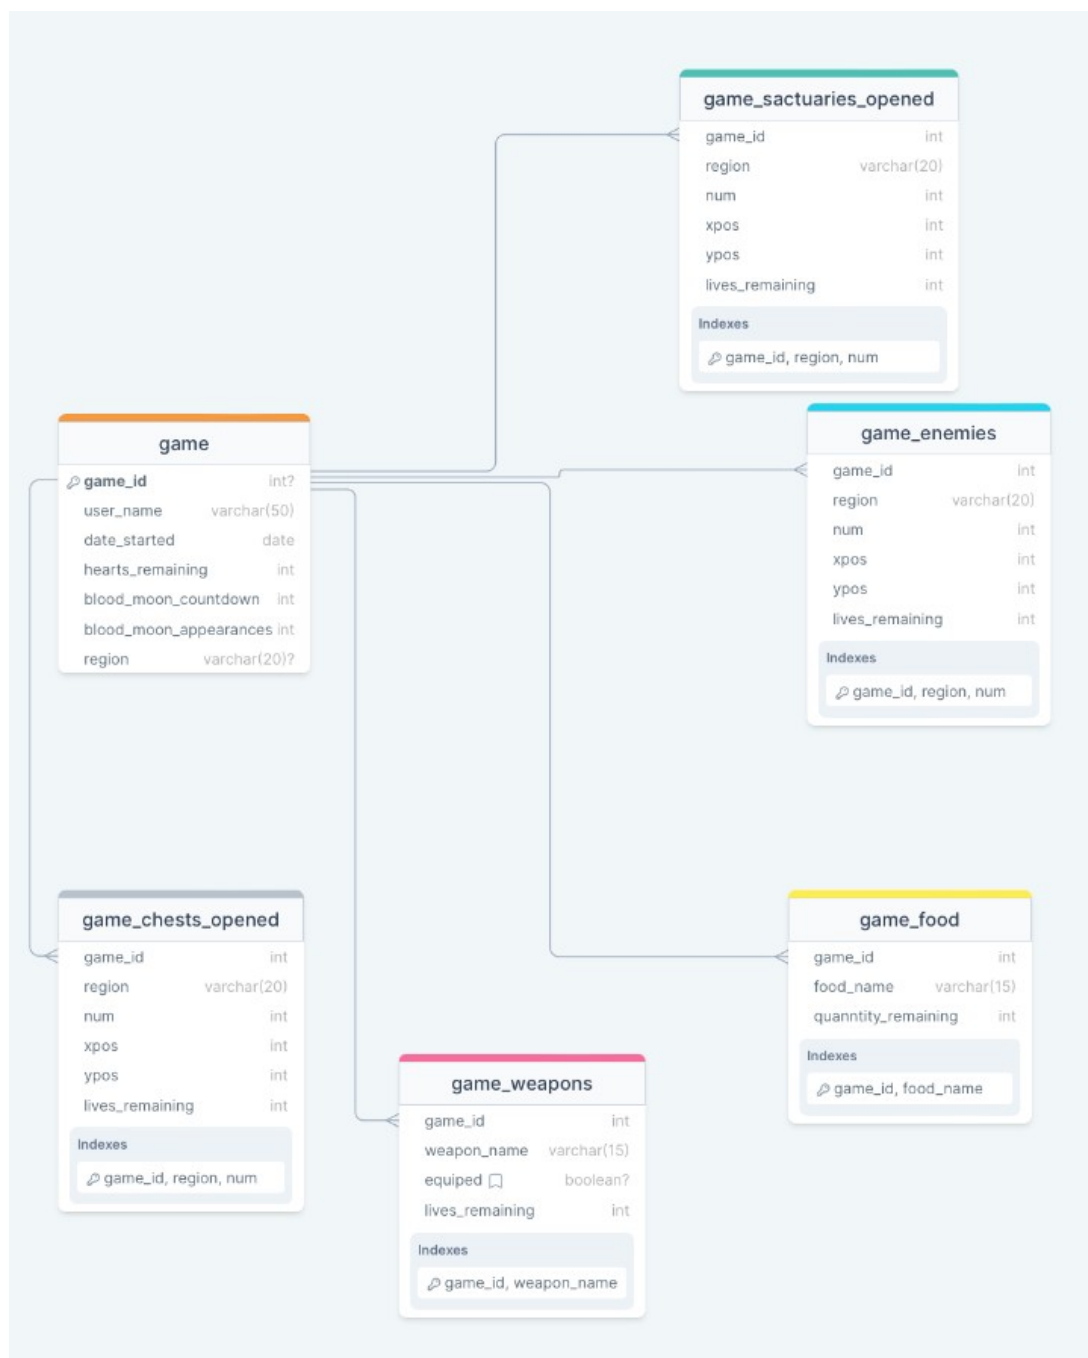 game_sactuaries_opened
game_id int
region varchar(20)
num int
xpos int
ypos int
lives_remaining int
Indexes
game_id, region, num
game_enemies
game_id int
region varchar(20)
num int
xpos int
ypos int
lives_remaining int
Indexes
game_id, region, num
game
game_id int?
user_name varchar(50)
date_started date
hearts_remaining int
blood_moon_countdown int
blood_moon_appearances int
region varchar(20)?
game_chests_opened
game_id int
region varchar(20)
num int
xpos int
ypos int
lives_remaining int
Indexes
game_id, region, num
game_weapons
game_id int
weapon_name varchar(15)
equiped boolean?
lives_remaining int
Indexes
game_id, weapon_name
game_food
game_id int
food_name varchar(15)
quanntity_remaining int
Indexes
game_id, food_name